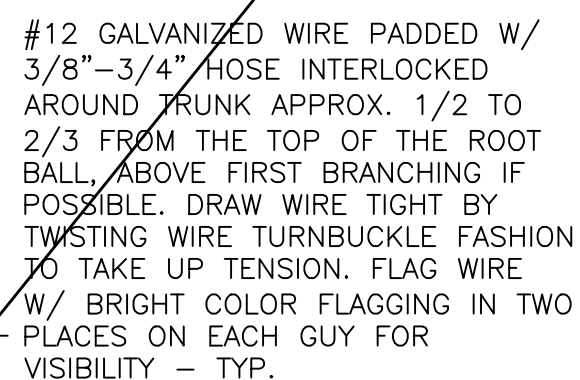 #12 GALVANIZED WIRE PADDED W/
3/8”–3/4” HOSE INTERLOCKED
AROUND TRUNK APPROX. 1/2 TO
2/3 FROM THE TOP OF THE ROOT
BALL, ABOVE FIRST BRANCHING IF
POSSIBLE. DRAW WIRE TIGHT BY
TWISTING WIRE TURNBUCKLE FASHION
TO TAKE UP TENSION. FLAG WIRE
W/ BRIGHT COLOR FLAGGING IN TWO
PLACES ON EACH GUY FOR
VISIBILITY – TYP.